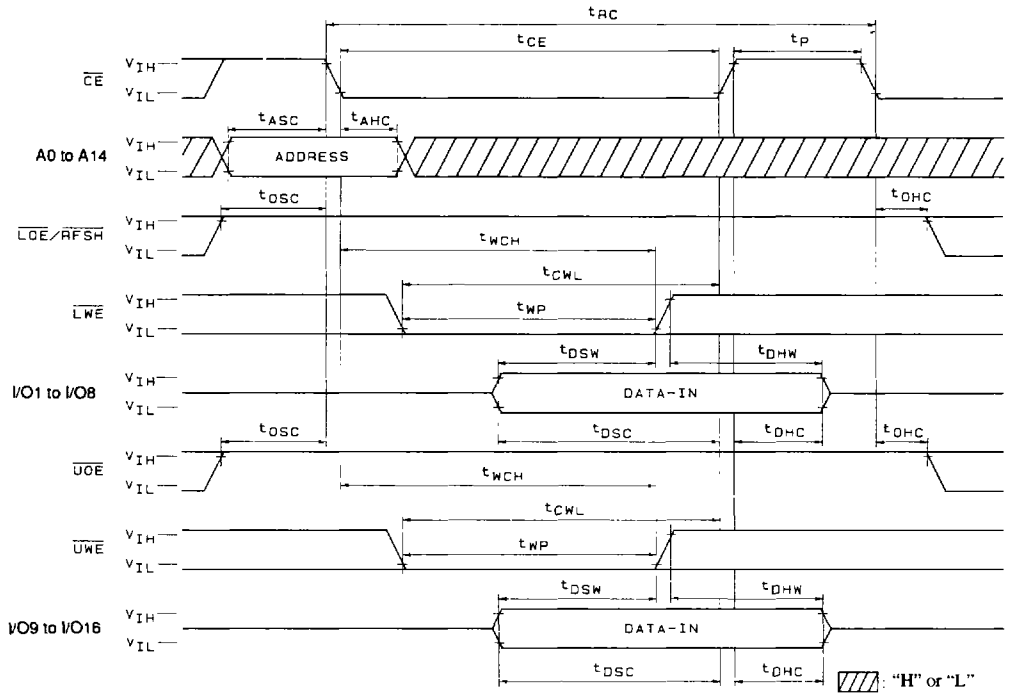 tRC
tCE
tP
CE
VIH
VIL
tASC
tAHC
A0 to A14
VIH
VIL
ADDRESS
tOSC
tOHC
LOE/RFSH
VIH
VIL
tWCH
tCWL
LWE
VIH
VIL
tWP
tDSW
tDHW
I/O1 to I/O8
VIH
VIL
DATA-IN
tOSC
tDSC
tDHC
tOHC
UOE
VIH
VIL
tWCH
tCWL
UWE
VIH
VIL
tWP
tDSW
tDHW
I/O9 to I/O16
VIH
VIL
DATA-IN
tDSC
tDHC
: "H" or "L"